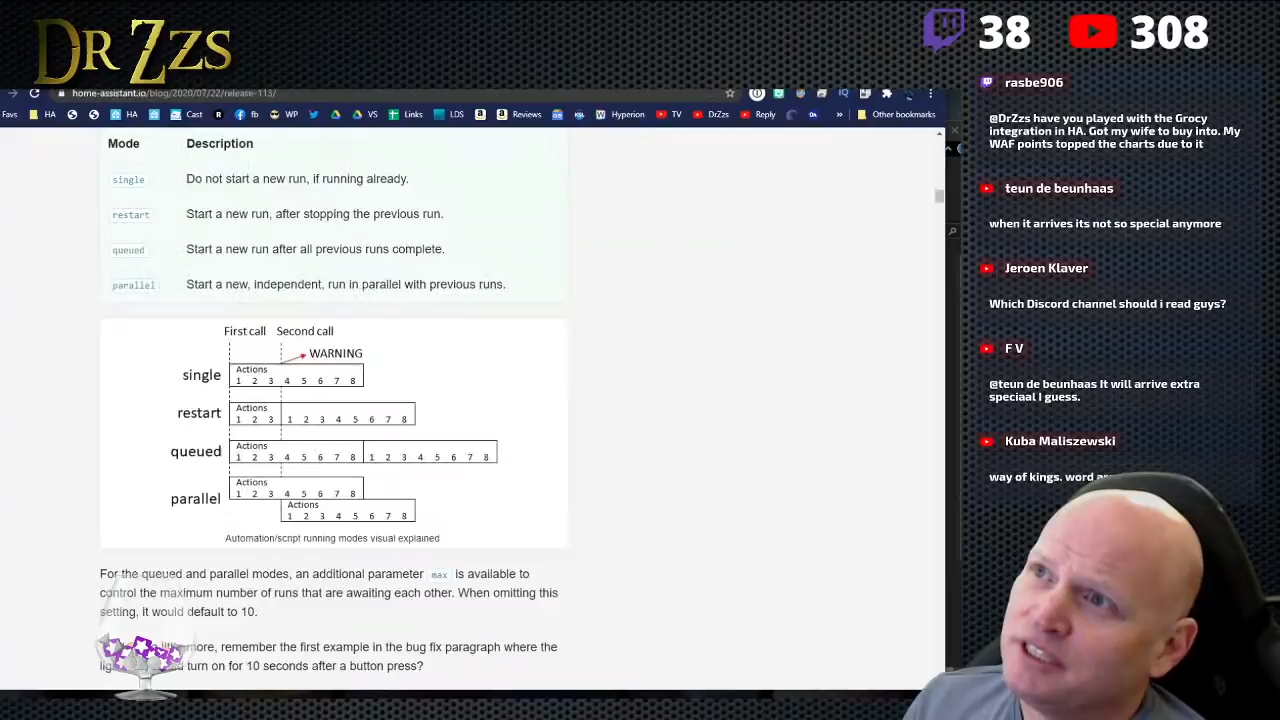 DR ZZS
38
308
home-assistant.io/blog/2020/07/22/release-113/
Favs HA HA Cast fb WP VS Links LDS Reviews Hyperion TV DrZzs Reply » Other bookmarks
Mode Description
single Do not start a new run, if running already.
restart Start a new run, after stopping the previous run.
queued Start a new run after all previous runs complete.
parallel Start a new, independent, run in parallel with previous runs.
First call Second call
WARNING
single Actions
1 2 3 4 5 6 7 8
restart Actions
1 2 3 1 2 3 4 5 6 7 8
queued Actions
1 2 3 4 5 6 7 8 1 2 3 4 5 6 7 8
parallel Actions
1 2 3 4 5 6 7 8
Actions
1 2 3 4 5 6 7 8
Automation/script running modes visual explained
For the queued and parallel modes, an additional parameter max is available to
control the maximum number of runs that are awaiting each other. When omitting this
setting, it would default to 10.
remember the first example in the bug fix paragraph where the
turn on for 10 seconds after a button press?
rasbe906
@DrZzs have you played with the Grocy
integration in HA. Got my wife to buy into. My
WAF points topped the charts due to it
teun de beunhaas
when it arrives its not so special anymore
Jeroen Klaver
Which Discord channel should i read guys?
F V
@teun de beunhaas It will arrive extra
speciaal I guess.
Kuba Maliszewski
way of kings. word